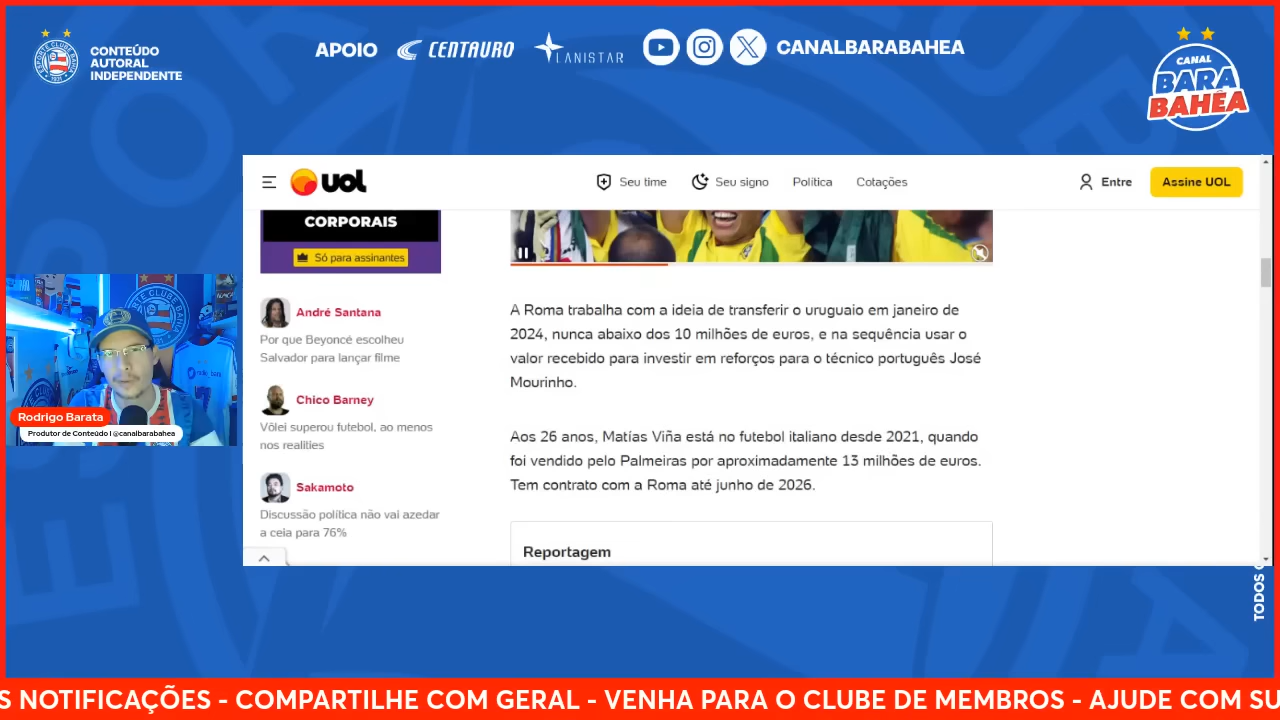 ESPORTE CLUBE BAHIA
1931
CONTEÚDO
AUTORAL
INDEPENDENTE
APOIO
CENTAURO
LANISTAR
CANALBARABAHEA
CANAL
BARA
BAHÊA
UOL
Seu time
Seu signo
Política
Cotações
Entre
Assine UOL
CORPORAIS
Só para assinantes
André Santana
Por que Beyoncé escolheu
Salvador para lançar filme
Chico Barney
Vôlei superou futebol, ao menos
nos realities
Sakamoto
Discussão política não vai azedar
a ceia para 76%
A Roma trabalha com a ideia de transferir o uruguaio em janeiro de
2024, nunca abaixo dos 10 milhões de euros, e na sequência usar o
valor recebido para investir em reforços para o técnico português José
Mourinho.
Aos 26 anos, Matías Viña está no futebol italiano desde 2021, quando
foi vendido pelo Palmeiras por aproximadamente 13 milhões de euros.
Tem contrato com a Roma até junho de 2026.
Reportagem
Rodrigo Barata
Produtor de Conteúdo | @canalbarabahea
TODOS
S NOTIFICAÇÕES - COMPARTILHE COM GERAL - VENHA PARA O CLUBE DE MEMBROS - AJUDE COM SU